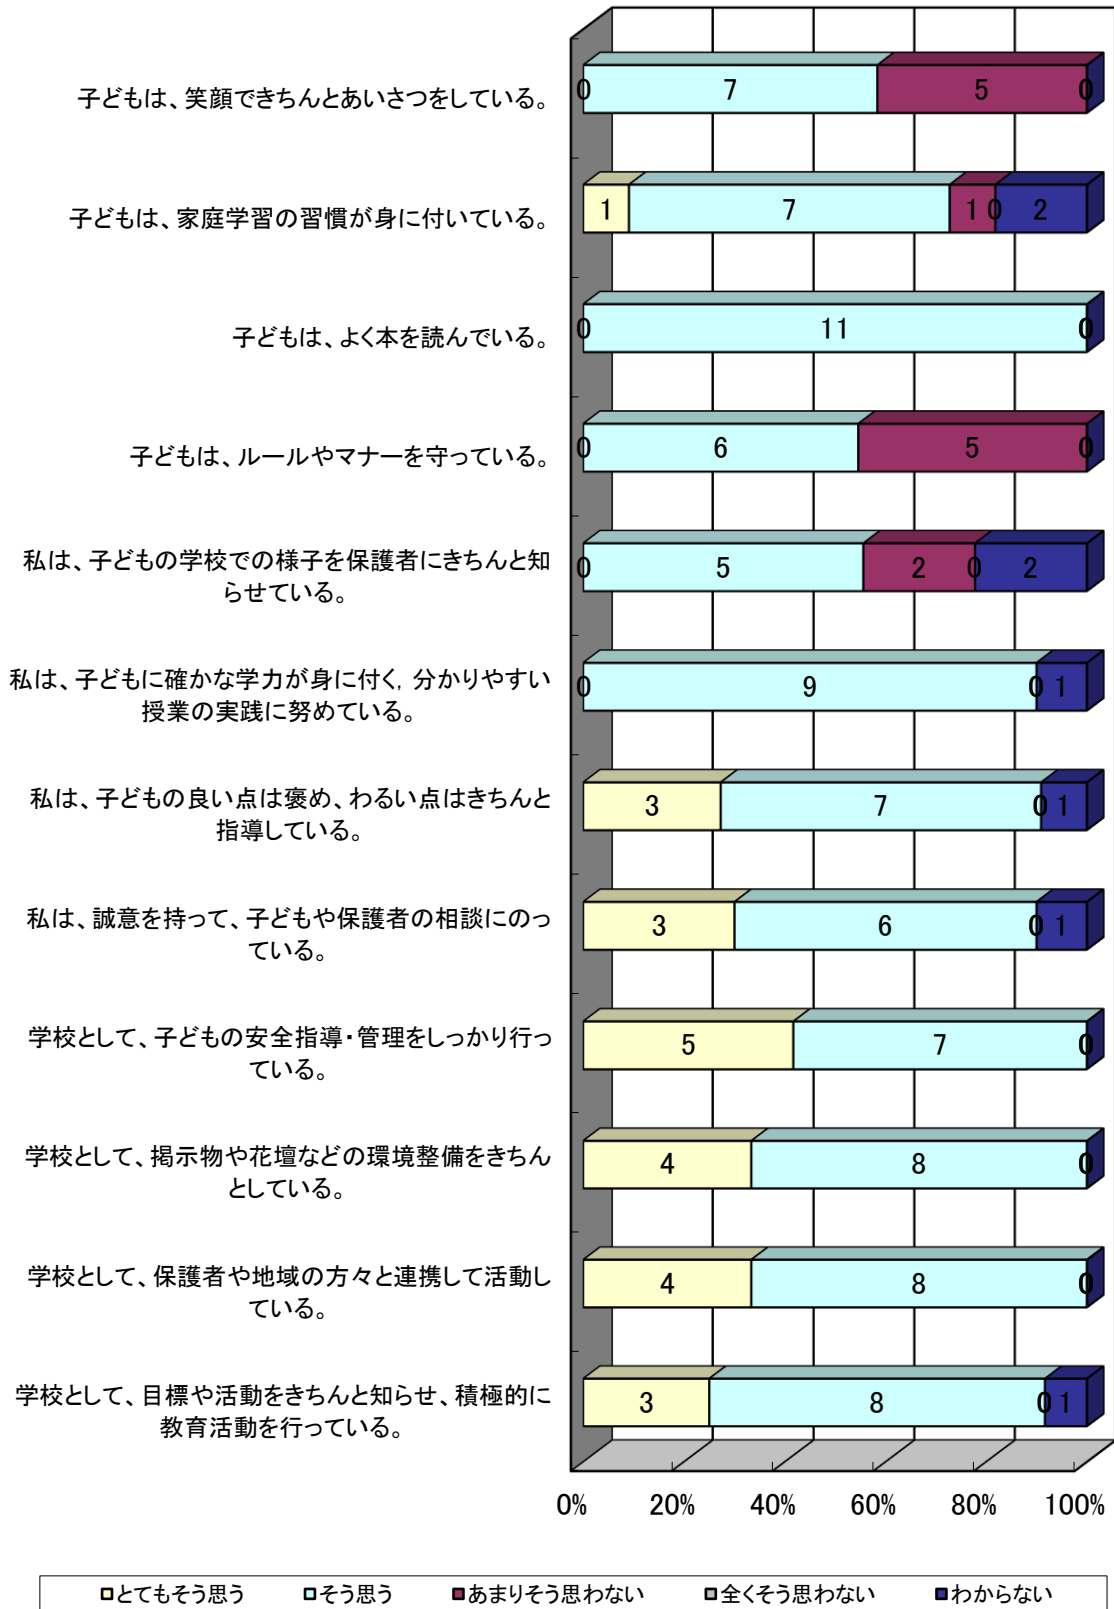 0 7 5 0
子どもは、笑顔できちんとあいさつをしている。
1 7 1 0 2
子どもは、家庭学習の習慣が身に付いている。
0 11 0
子どもは、よく本を読んでいる。
0 6 5 0
子どもは、ルールやマナーを守っている。
0 5 2 0 2
私は、子どもの学校での様子を保護者にきちんと知
らせている。
0 9 0 1
私は、子どもに確かな学力が身に付く，分かりやすい
授業の実践に努めている。
3 7 0 1
私は、子どもの良い点は褒め、わるい点はきちんと
指導している。
3 6 0 1
私は、誠意を持って、子どもや保護者の相談にのっ
ている。
5 7 0
学校として、子どもの安全指導・管理をしっかり行っ
ている。
4 8 0
学校として、掲示物や花壇などの環境整備をきちん
としている。
4 8 0
学校として、保護者や地域の方々と連携して活動し
ている。
3 8 0 1
学校として、目標や活動をきちんと知らせ、積極的に
教育活動を行っている。
0% 20% 40% 60% 80% 100%
とてもそう思う そう思う あまりそう思わない 全くそう思わない わからない